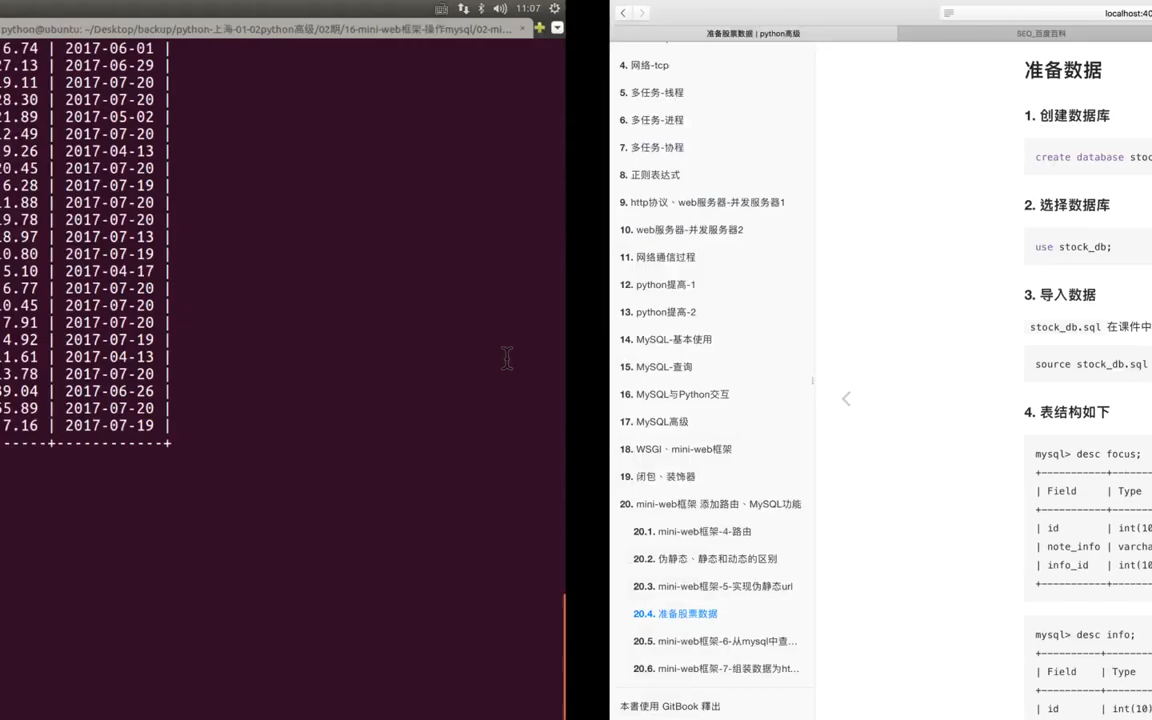 11:07
python@ubuntu: ~/Desktop/backup/python-上海-01-02python高级/02期/16-mini-web框架-操作mysql/02-mi...
6.74 | 2017-06-01 |
27.13 | 2017-06-29 |
19.11 | 2017-07-20 |
28.30 | 2017-07-20 |
21.89 | 2017-05-02 |
12.49 | 2017-07-20 |
9.26 | 2017-04-13 |
20.45 | 2017-07-20 |
6.28 | 2017-07-19 |
11.88 | 2017-07-20 |
19.78 | 2017-07-20 |
18.97 | 2017-07-13 |
10.80 | 2017-07-19 |
5.10 | 2017-04-17 |
6.77 | 2017-07-20 |
10.45 | 2017-07-20 |
7.91 | 2017-07-20 |
4.92 | 2017-07-19 |
11.61 | 2017-04-13 |
13.78 | 2017-07-20 |
39.04 | 2017-06-26 |
55.89 | 2017-07-20 |
7.16 | 2017-07-19 |
-----+------------+
localhost:40
准备股票数据 | python高级
SEO_百度百科
4. 网络-tcp
5. 多任务-线程
6. 多任务-进程
7. 多任务-协程
8. 正则表达式
9. http协议、web服务器-并发服务器1
10. web服务器-并发服务器2
11. 网络通信过程
12. python提高-1
13. python提高-2
14. MySQL-基本使用
15. MySQL-查询
16. MySQL与Python交互
17. MySQL高级
18. WSGI、mini-web框架
19. 闭包、装饰器
20. mini-web框架 添加路由、MySQL功能
20.1. mini-web框架-4-路由
20.2. 伪静态、静态和动态的区别
20.3. mini-web框架-5-实现伪静态url
20.4. 准备股票数据
20.5. mini-web框架-6-从mysql中查...
20.6. mini-web框架-7-组装数据为ht...
本書使用 GitBook 釋出
准备数据
1. 创建数据库
create database stoc
2. 选择数据库
use stock_db;
3. 导入数据
stock_db.sql 在课件中
source stock_db.sql
4. 表结构如下
mysql> desc focus;
+-----------+--------
| Field | Type
+-----------+--------
| id | int(10
| note_info | varcha
| info_id | int(10
+-----------+--------
mysql> desc info;
+----------+---------
| Field | Type
+----------+---------
| id | int(10)